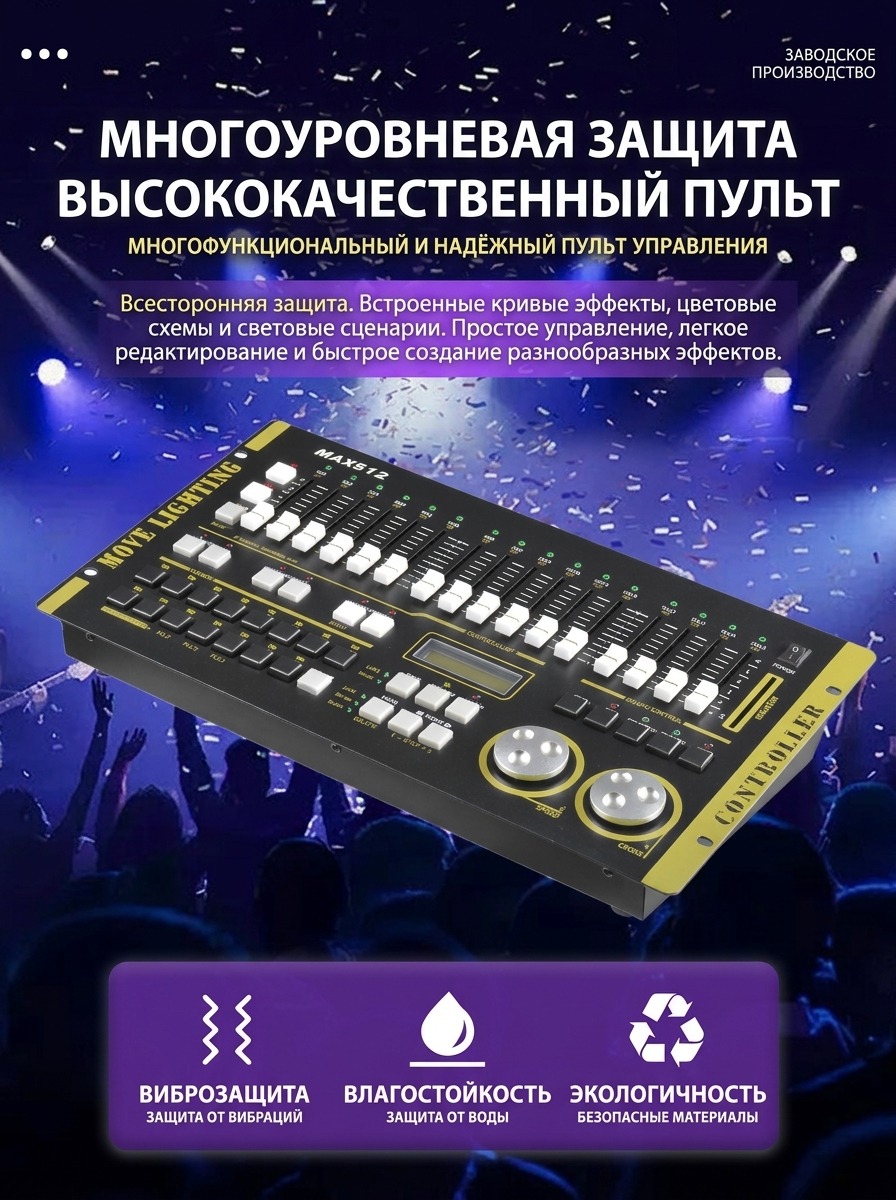 ЗАВОДСКОЕ
ПРОИЗВОДСТВО
МНОГОУРОВНЕВАЯ ЗАЩИТА
ВЫСОКОКАЧЕСТВЕННЫЙ ПУЛЬТ
МНОГОФУНКЦИОНАЛЬНЫЙ И НАДЁЖНЫЙ ПУЛЬТ УПРАВЛЕНИЯ
Всесторонняя защита. Встроенные кривые эффекты, цветовые
схемы и световые сценарии. Простое управление, легкое
редактирование и быстрое создание разнообразных эффектов.
MAX512
MOVE LIGHTING
CONTROLLER
ВИБРОЗАЩИТА
ЗАЩИТА ОТ ВИБРАЦИЙ
ВЛАГОСТОЙКОСТЬ
ЗАЩИТА ОТ ВОДЫ
ЭКОЛОГИЧНОСТЬ
БЕЗОПАСНЫЕ МАТЕРИАЛЫ